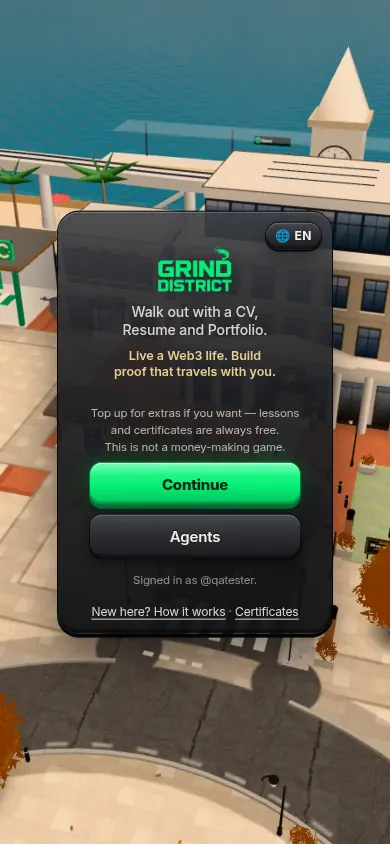 C
EN
GRIND
DISTRICT
Walk out with a CV,
Resume and Portfolio.
Live a Web3 life. Build
proof that travels with you.
Top up for extras if you want — lessons
and certificates are always free.
This is not a money-making game.
Continue
Agents
Signed in as @qatester.
New here? How it works · Certificates